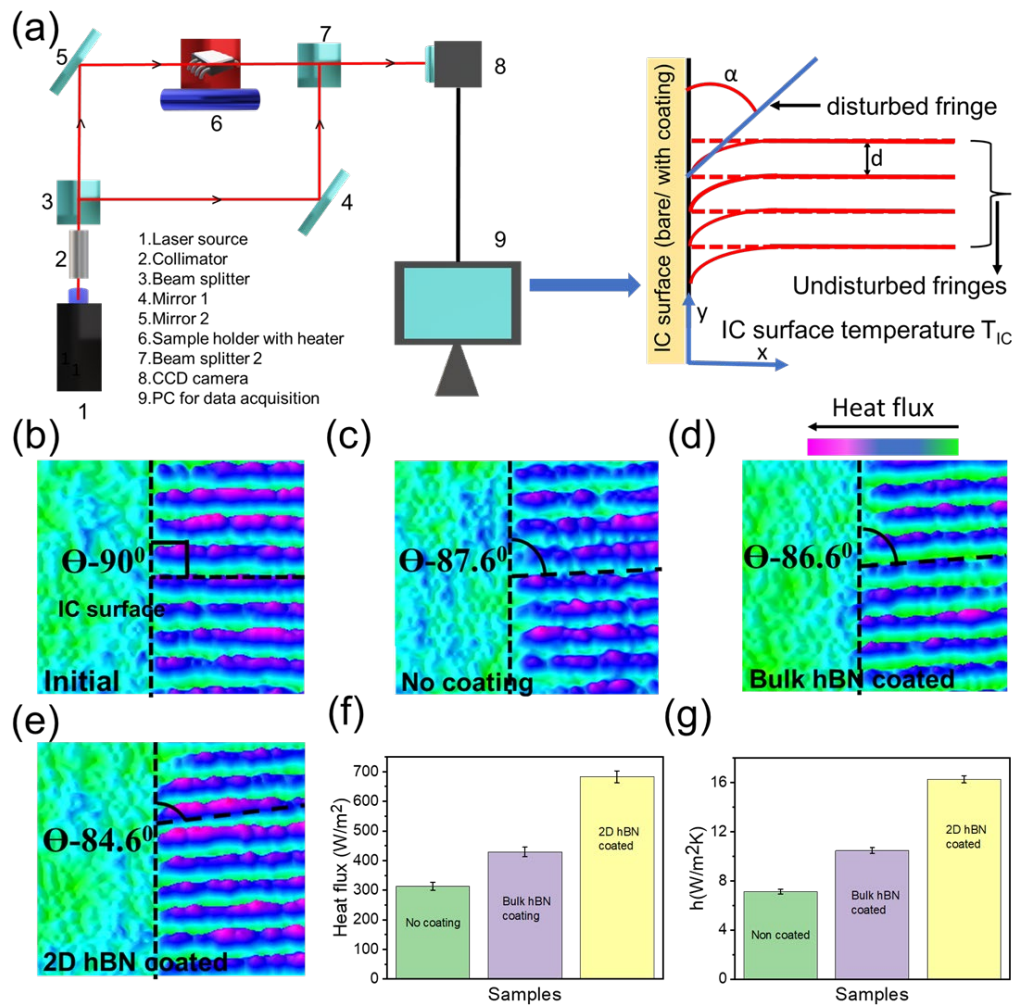 (a)
5
7
8
6
3
4
2
9
1
1
1
1.Laser source
2.Collimator
3.Beam splitter
4.Mirror 1
5.Mirror 2
6.Sample holder with heater
7.Beam splitter 2
8.CCD camera
9.PC for data acquisition
IC surface (bare/ with coating)
α
disturbed fringe
d
Undisturbed fringes
y
x
IC surface temperature T_IC
Heat flux
(b)
Ɵ-90⁰
IC surface
Initial
(c)
Ɵ-87.6⁰
No coating
(d)
Ɵ-86.6⁰
Bulk hBN coated
(e)
Ɵ-84.6⁰
2D hBN coated
(f)
Heat flux (W/m²)
700
600
500
400
300
200
100
0
No coating
Bulk hBN
coating
2D hBN
coated
Samples
(g)
h(W/m²K)
16
12
8
4
0
Non coated
Bulk hBN
coated
2D hBN
coated
Samples